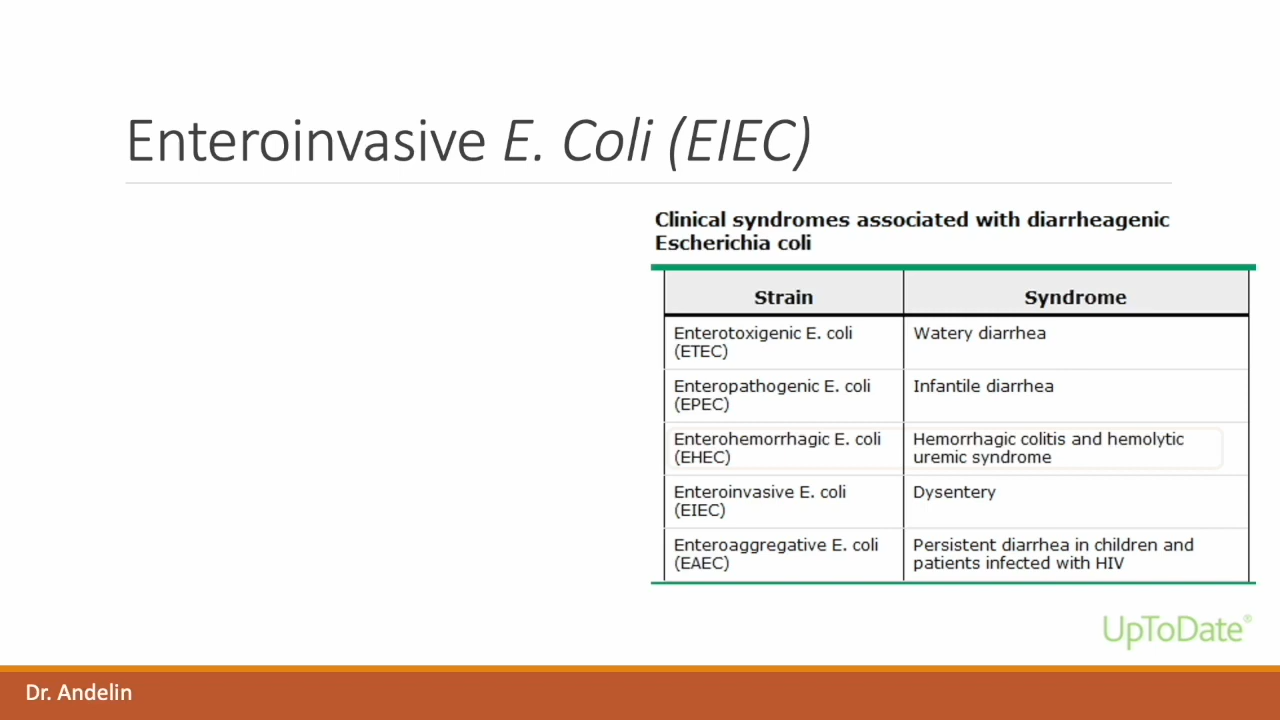 Enteroinvasive E. Coli (EIEC)
Clinical syndromes associated with diarrheagenic
Escherichia coli
Strain Syndrome
Enterotoxigenic E. coli Watery diarrhea
(ETEC)
Enteropathogenic E. coli Infantile diarrhea
(EPEC)
Enterohemorrhagic E. coli Hemorrhagic colitis and hemolytic
(EHEC) uremic syndrome
Enteroinvasive E. coli Dysentery
(EIEC)
Enteroaggregative E. coli Persistent diarrhea in children and
(EAEC) patients infected with HIV
UpToDate®
Dr. Andelin